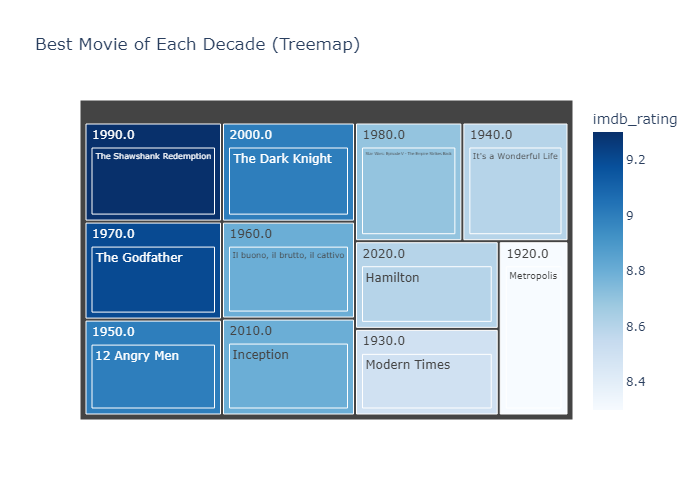 Best Movie of Each Decade (Treemap)
1990.0
The Shawshank Redemption
2000.0
The Dark Knight
1980.0
Star Wars: Episode V - The Empire Strikes Back
1940.0
It's a Wonderful Life
1970.0
The Godfather
1960.0
Il buono, il brutto, il cattivo
2020.0
Hamilton
1920.0
Metropolis
1950.0
12 Angry Men
2010.0
Inception
1930.0
Modern Times
imdb_rating
9.2
9
8.8
8.6
8.4